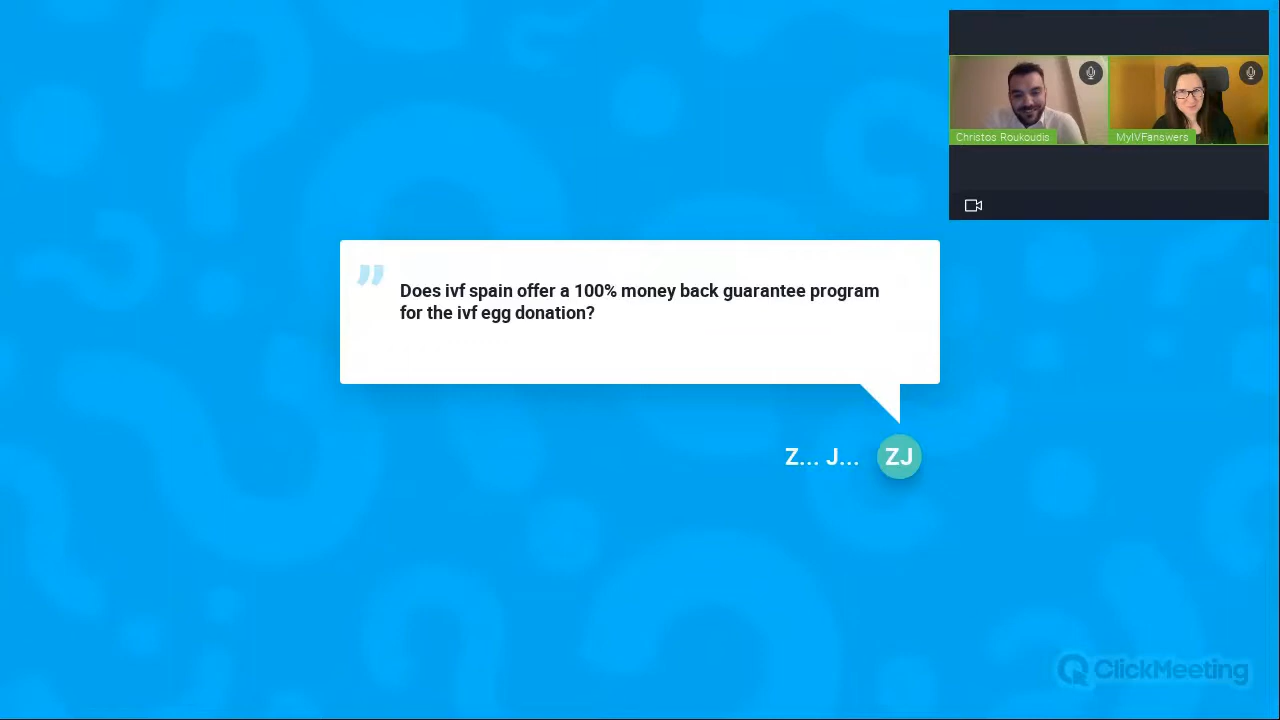 Christos Roukoudis
MyIVFanswers
Does ivf spain offer a 100% money back guarantee program
for the ivf egg donation?
Z... J...
ZJ
ClickMeeting